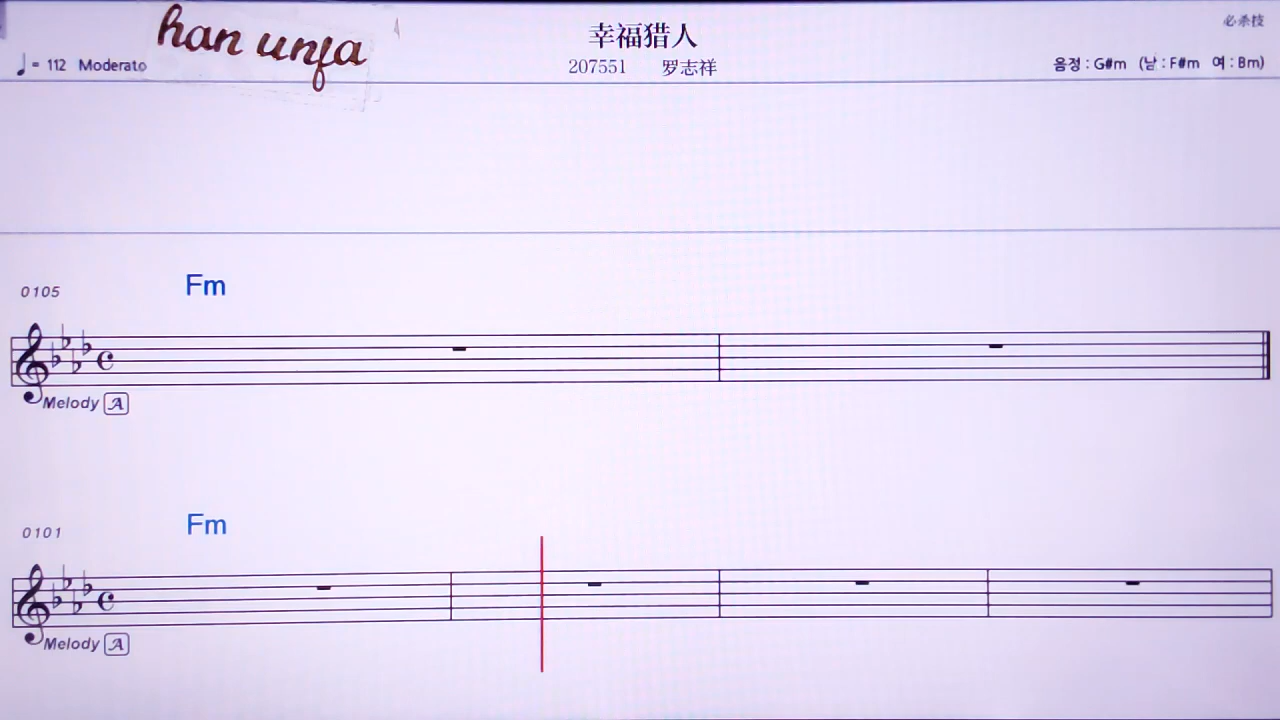 han unfa
幸福猎人
必杀技
♩= 112 Moderato
207551 罗志祥
음정 : G#m (남 : F#m 여 : Bm)
0105 Fm
Melody A
0101 Fm
Melody A